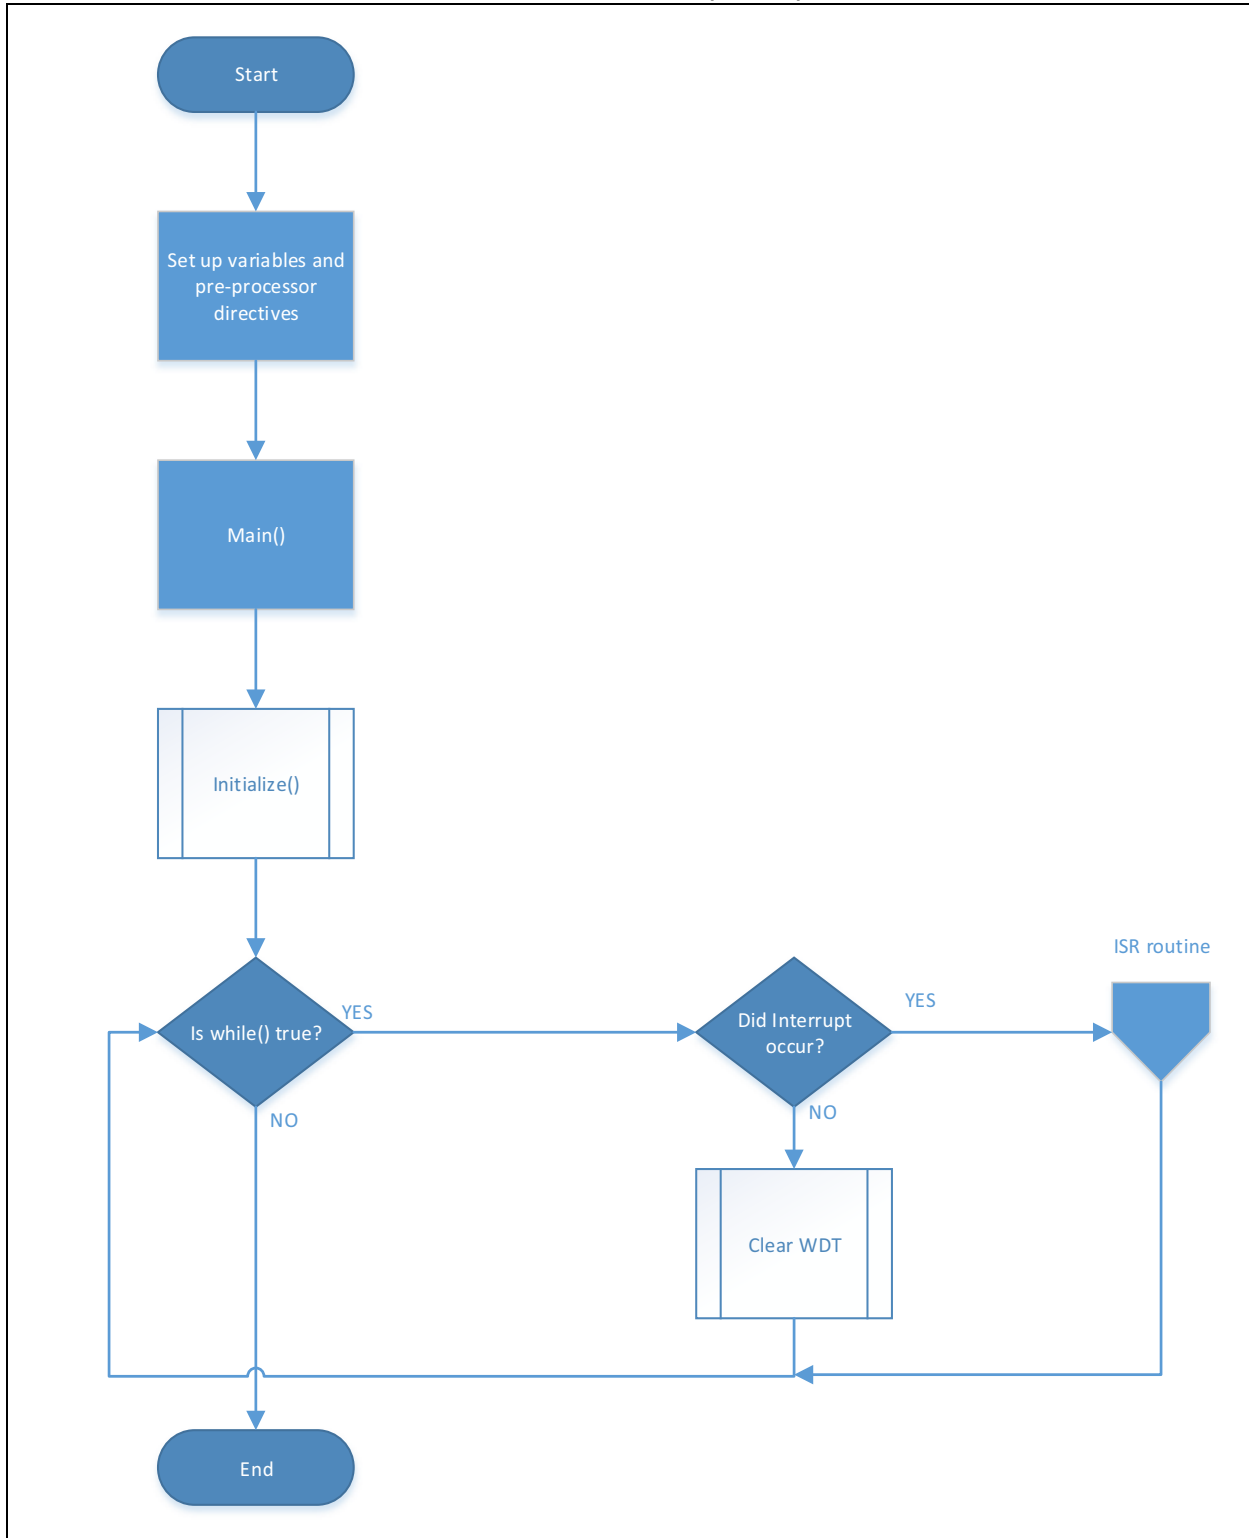 Start
Set up variables and
pre-processor
directives
Main()
Initialize()
ISR routine
Is while() true?
YES
Did Interrupt
occur?
YES
NO
NO
Clear WDT
End